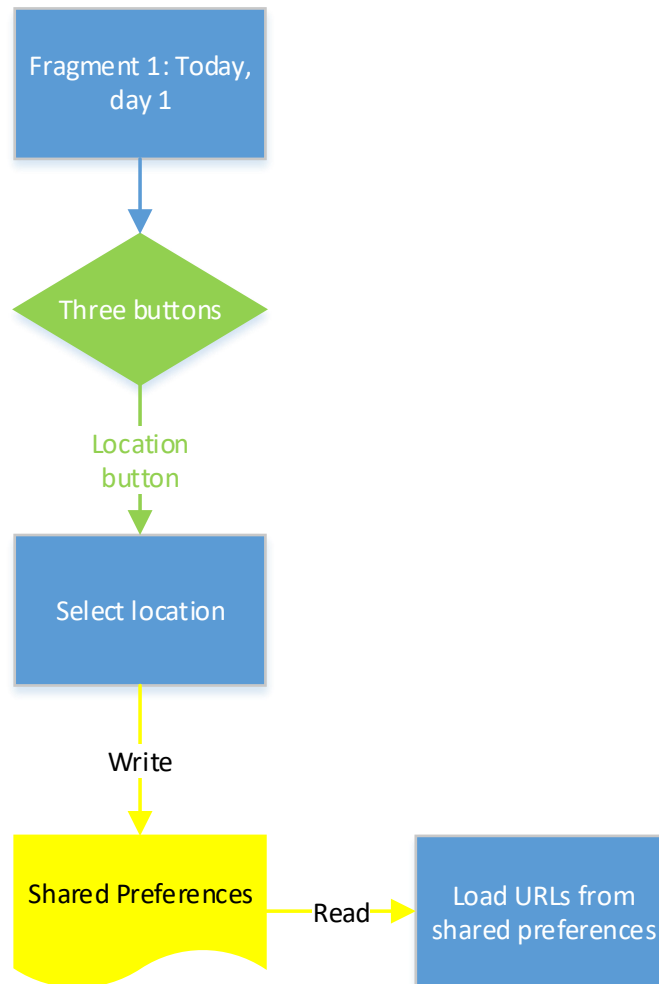 Fragment 1: Today,
day 1
Three buttons
Location
button
Select location
Write
Shared Preferences
Read
Load URLs from
shared preferences